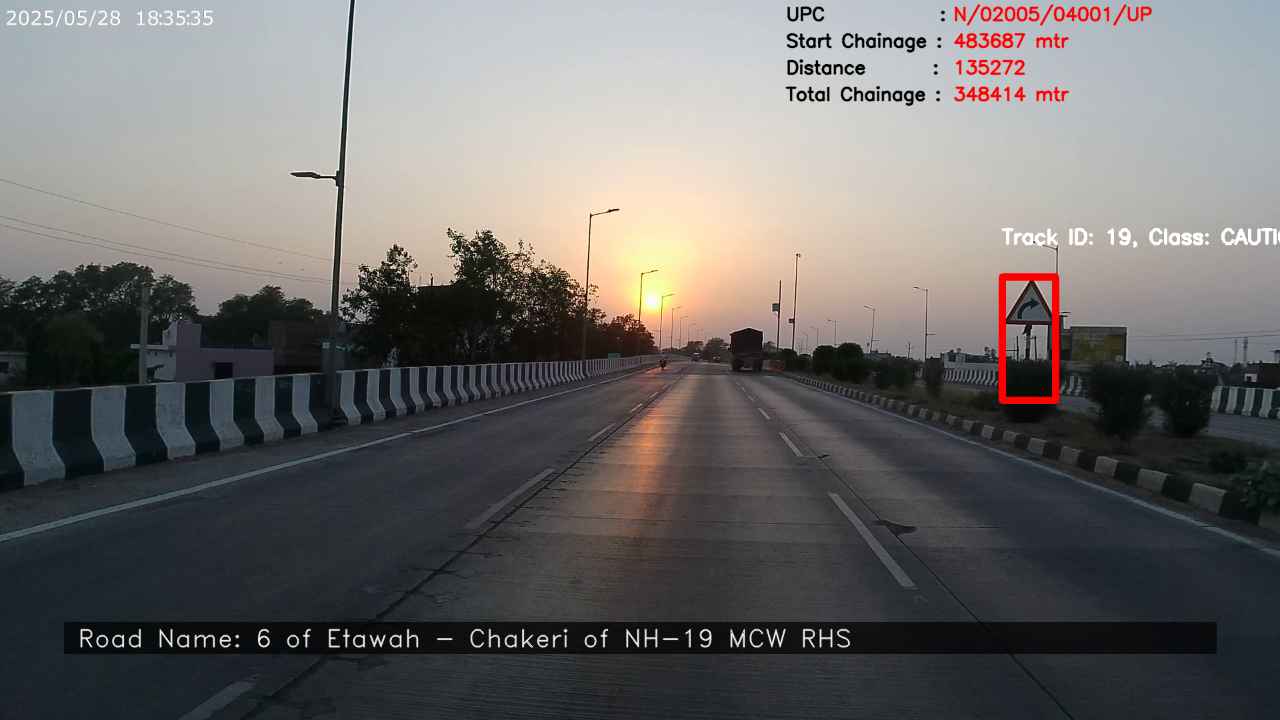 2025/05/28 18:35:35
UPC : N/02005/04001/UP
Start Chainage : 483687 mtr
Distance : 135272
Total Chainage : 348414 mtr
Track ID: 19, Class: CAUTI
Road Name: 6 of Etawah - Chakeri of NH-19 MCW RHS